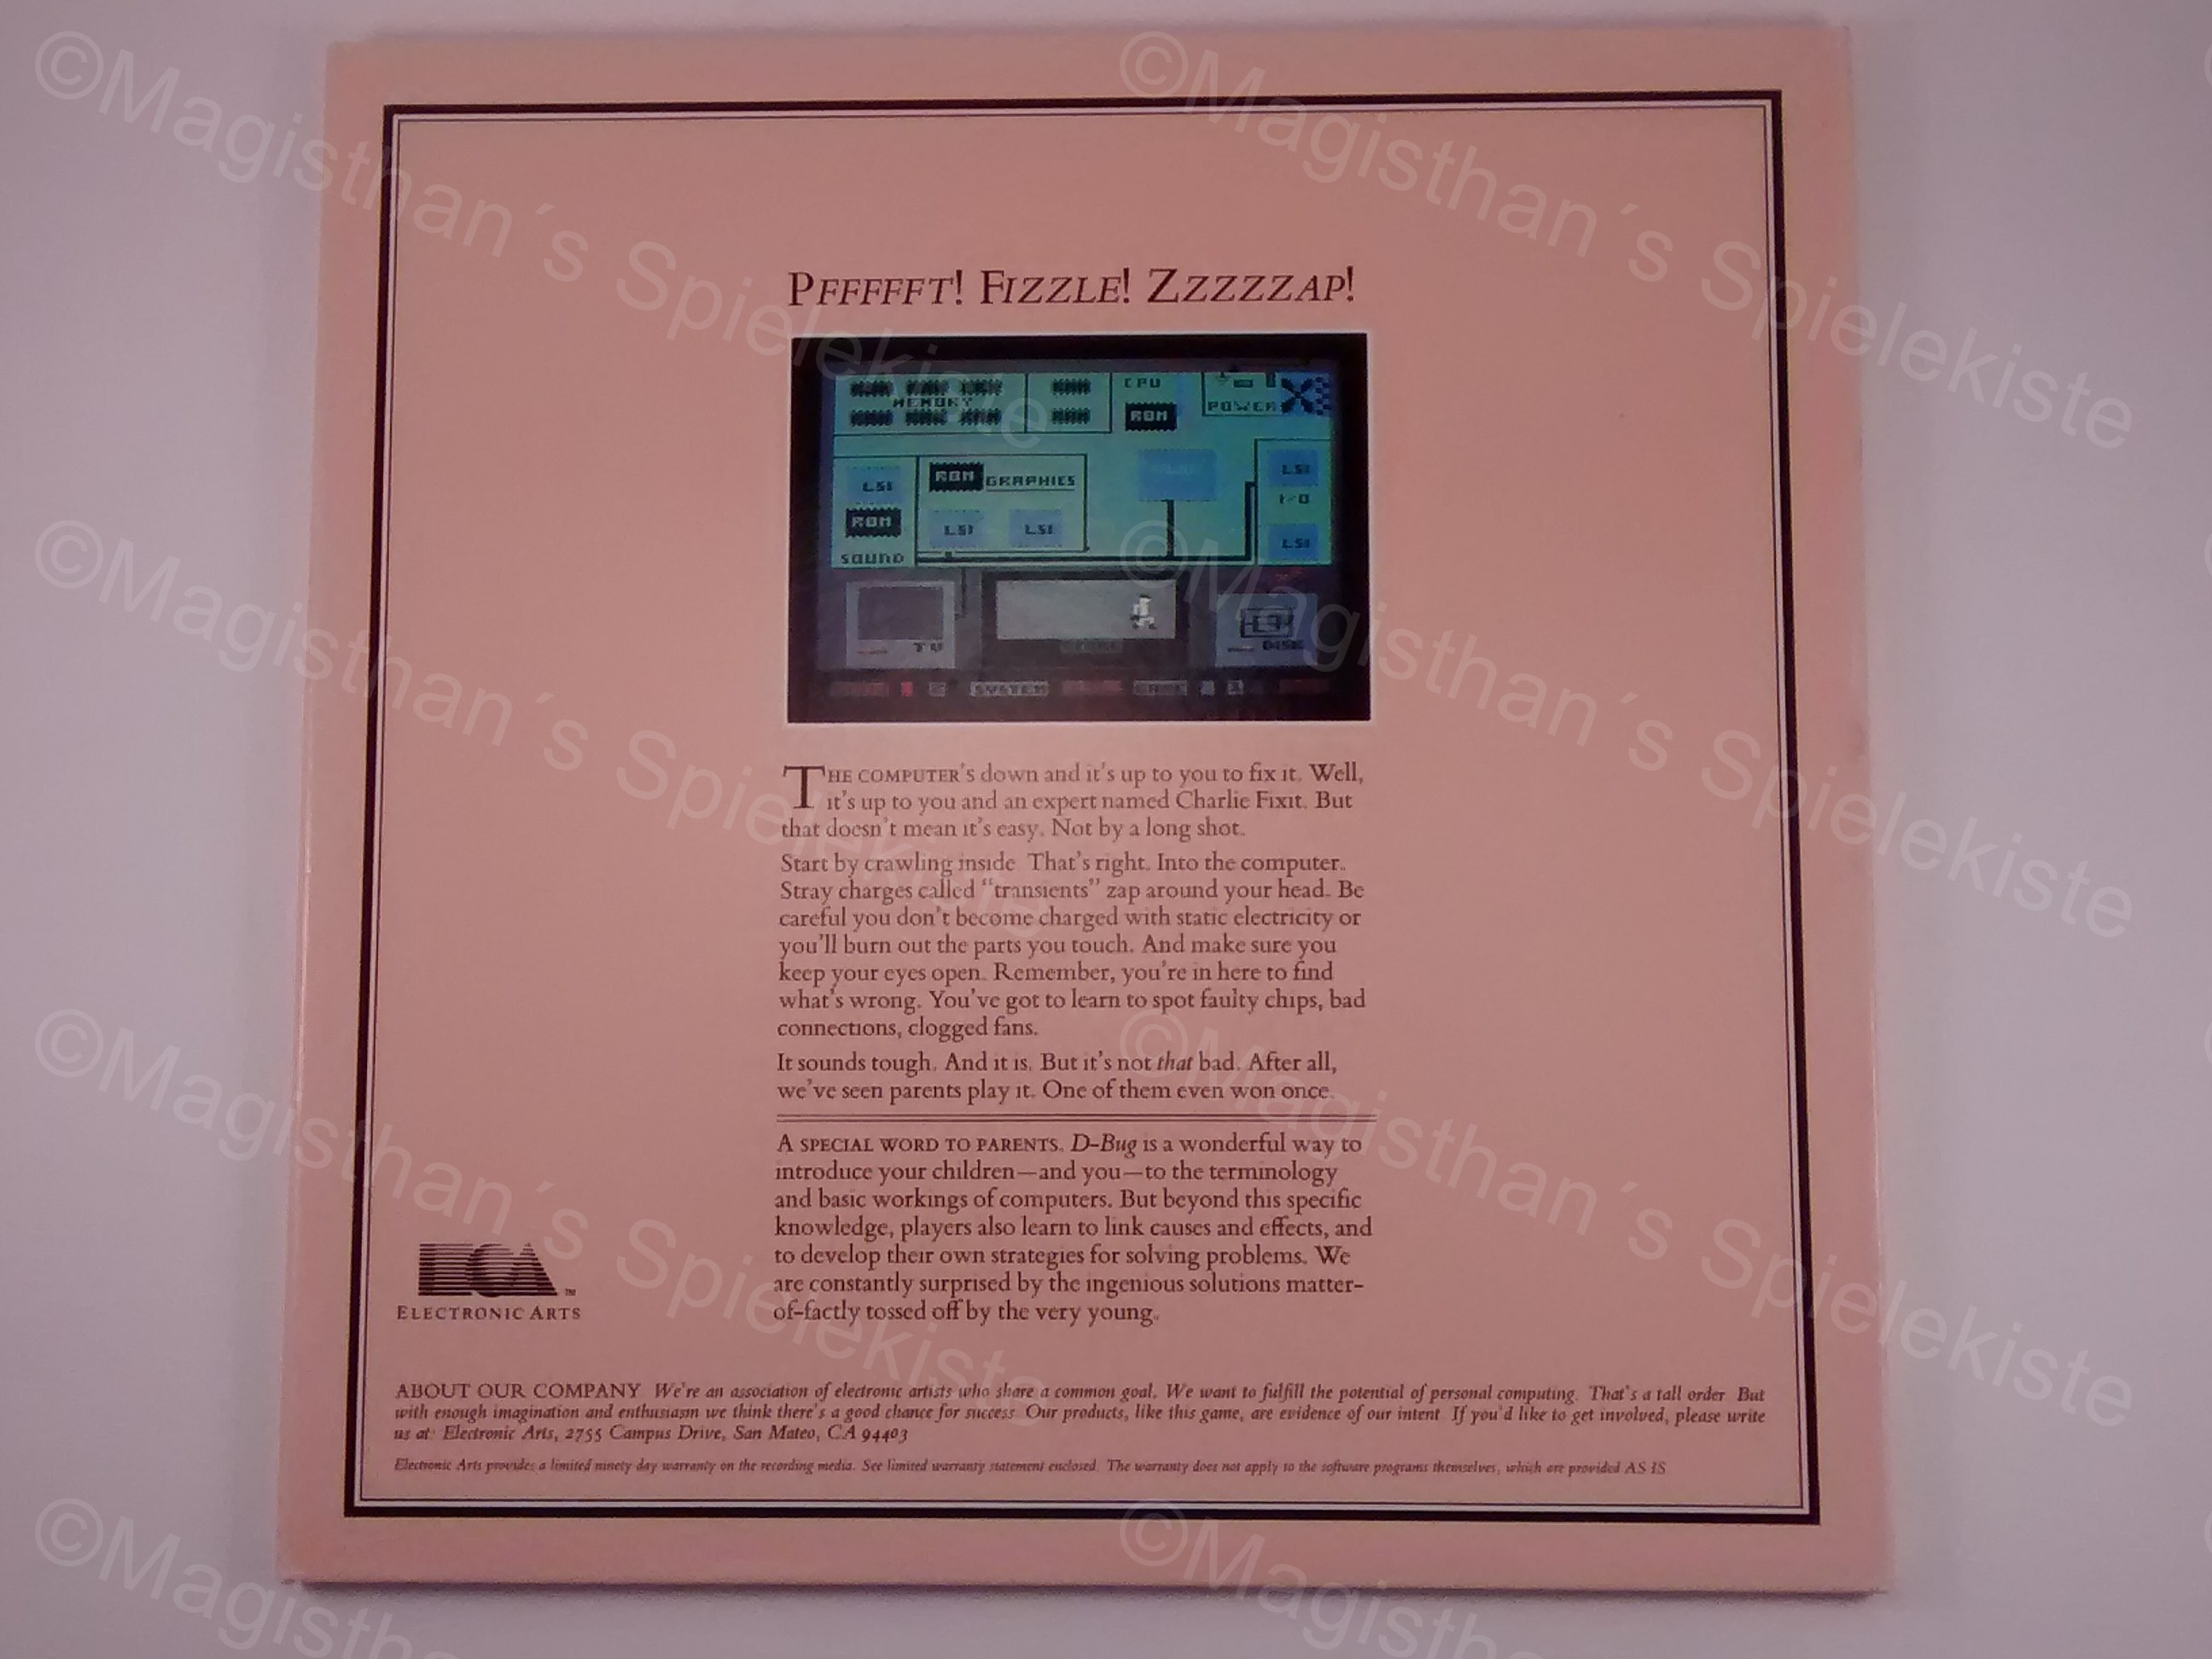 PFFFFFFT! FIZZLE! ZZZZZZAP!
MEMORY
CPU
ROM
POWER
LSI
ROM
GRAPHICS
LSI
I/O
ROM
LSI
LSI
LSI
SOUND
TV
DISK
SYSTEM
THE COMPUTER'S down and it's up to you to fix it. Well,
it's up to you and an expert named Charlie Fixit. But
that doesn't mean it's easy. Not by a long shot.
Start by crawling inside. That's right. Into the computer.
Stray charges called "transients" zap around your head. Be
careful you don't become charged with static electricity or
you'll burn out the parts you touch. And make sure you
keep your eyes open. Remember, you're in here to find
what's wrong. You've got to learn to spot faulty chips, bad
connections, clogged fans.
It sounds tough. And it is. But it's not that bad. After all,
we've seen parents play it. One of them even won once.
A SPECIAL WORD TO PARENTS. D-Bug is a wonderful way to
introduce your children—and you—to the terminology
and basic workings of computers. But beyond this specific
knowledge, players also learn to link causes and effects, and
to develop their own strategies for solving problems. We
are constantly surprised by the ingenious solutions matter-
of-factly tossed off by the very young.
ECA™
ELECTRONIC ARTS
ABOUT OUR COMPANY. We're an association of electronic artists who share a common goal. We want to fulfill the potential of personal computing. That's a tall order. But
with enough imagination and enthusiasm we think there's a good chance for success. Our products, like this game, are evidence of our intent. If you'd like to get involved, please write
us at: Electronic Arts, 2755 Campus Drive, San Mateo, CA 94403
Electronic Arts provides a limited ninety day warranty on the recording media. See limited warranty statement enclosed. The warranty does not apply to the software programs themselves, which are provided AS IS.
©Magisthan´s Spielekiste
©Magisthan´s Spielekiste
©Magisthan´s Spielekiste
©Magisthan´s Spielekiste
©Magisthan´s Spielekiste
©Magisthan´s Spielekiste